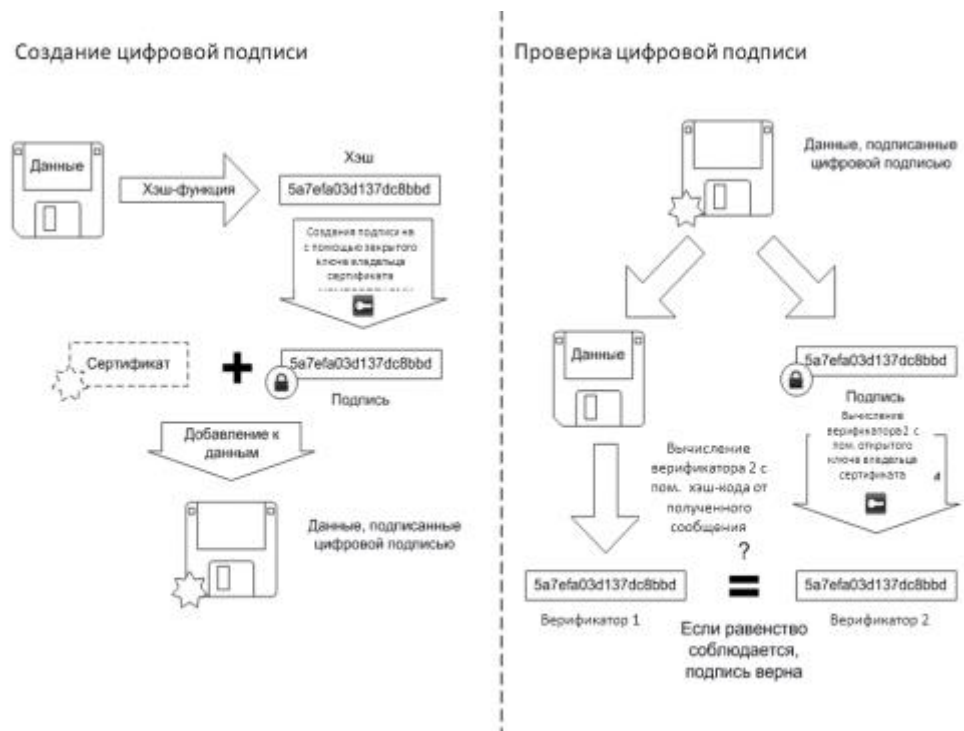 Создание цифровой подписи
Данные
Хэш-функция
Хэш
5a7efa03d137dc8bbd
Создания подписи на
с помощью закрытого
ключа владельца
сертификата
Сертификат
5a7efa03d137dc8bbd
Подпись
Добавление к
данным
Данные, подписанные
цифровой подписью
Проверка цифровой подписи
Данные, подписанные
цифровой подписью
Данные
5a7efa03d137dc8bbd
Подпись
Вычисление
верификатора 2 с
пом. открытого
ключа владельца
сертификата
Вычисление
верификатора 2 с
пом. хэш-кода от
полученного
сообщения
?
5a7efa03d137dc8bbd
=
5a7efa03d137dc8bbd
Верификатор 1
Верификатор 2
Если равенство
соблюдается,
подпись верна